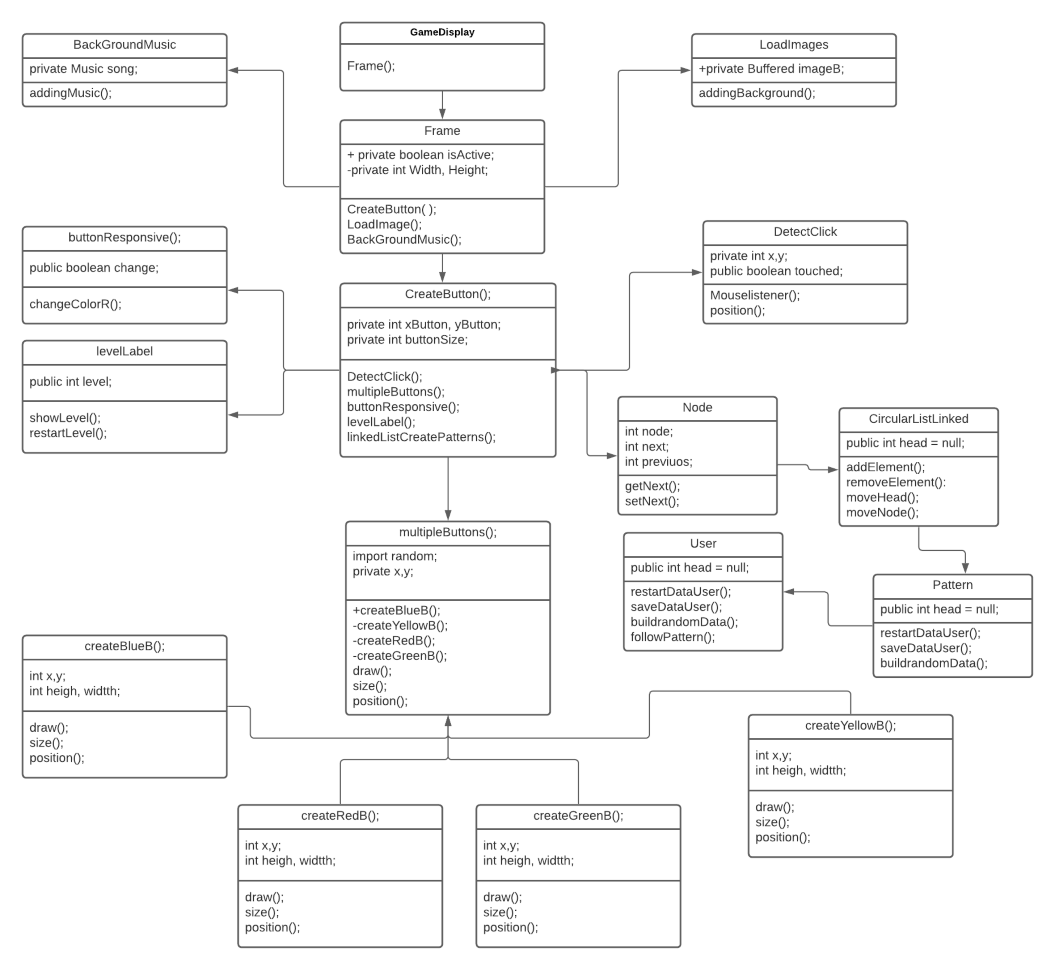 BackGroundMusic
private Music song;
addingMusic();
GameDisplay
Frame();
LoadImages
+private Buffered imageB;
addingBackground();
Frame
+ private boolean isActive;
-private int Width, Height;
CreateButton( );
LoadImage();
BackGroundMusic();
buttonResponsive();
public boolean change;
changeColorR();
DetectClick
private int x,y;
public boolean touched;
Mouselistener();
position();
CreateButton();
private int xButton, yButton;
private int buttonSize;
DetectClick();
multipleButtons();
buttonResponsive();
levelLabel();
linkedListCreatePatterns();
levelLabel
public int level;
showLevel();
restartLevel();
Node
int node;
int next;
int previuos;
getNext();
setNext();
CircularListLinked
public int head = null;
addElement();
removeElement():
moveHead();
moveNode();
multipleButtons();
import random;
private x,y;
+createBlueB();
-createYellowB();
-createRedB();
-createGreenB();
draw();
size();
position();
User
public int head = null;
restartDataUser();
saveDataUser();
buildrandomData();
followPattern();
Pattern
public int head = null;
restartDataUser();
saveDataUser();
buildrandomData();
createBlueB();
int x,y;
int heigh, widtth;
draw();
size();
position();
createYellowB();
int x,y;
int heigh, widtth;
draw();
size();
position();
createRedB();
int x,y;
int heigh, widtth;
draw();
size();
position();
createGreenB();
int x,y;
int heigh, widtth;
draw();
size();
position();